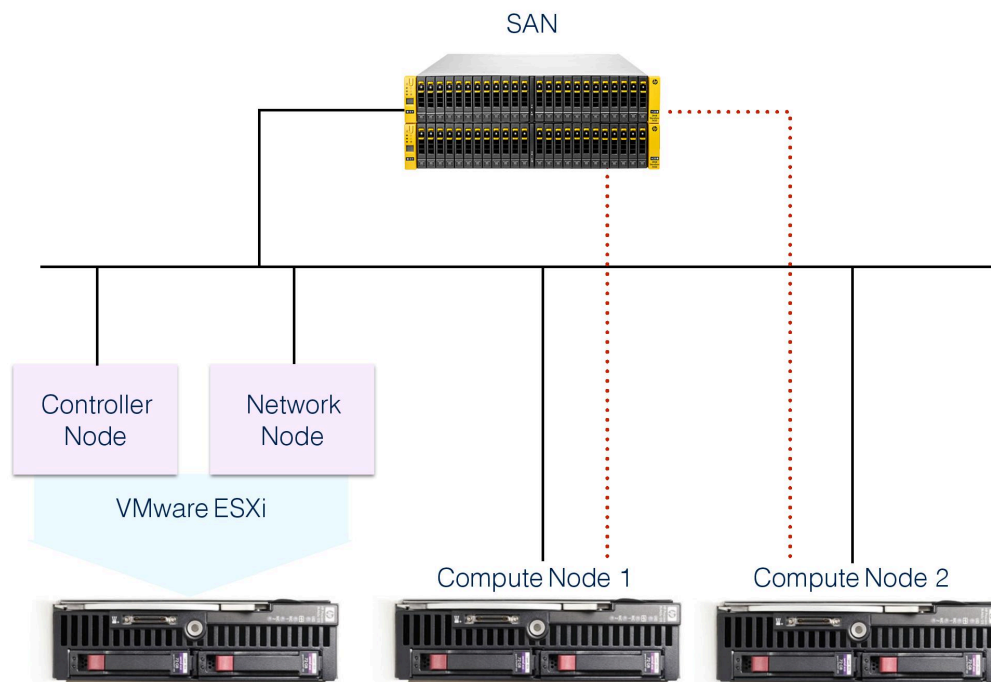 SAN
Controller
Node
Network
Node
VMware ESXi
Compute Node 1
Compute Node 2